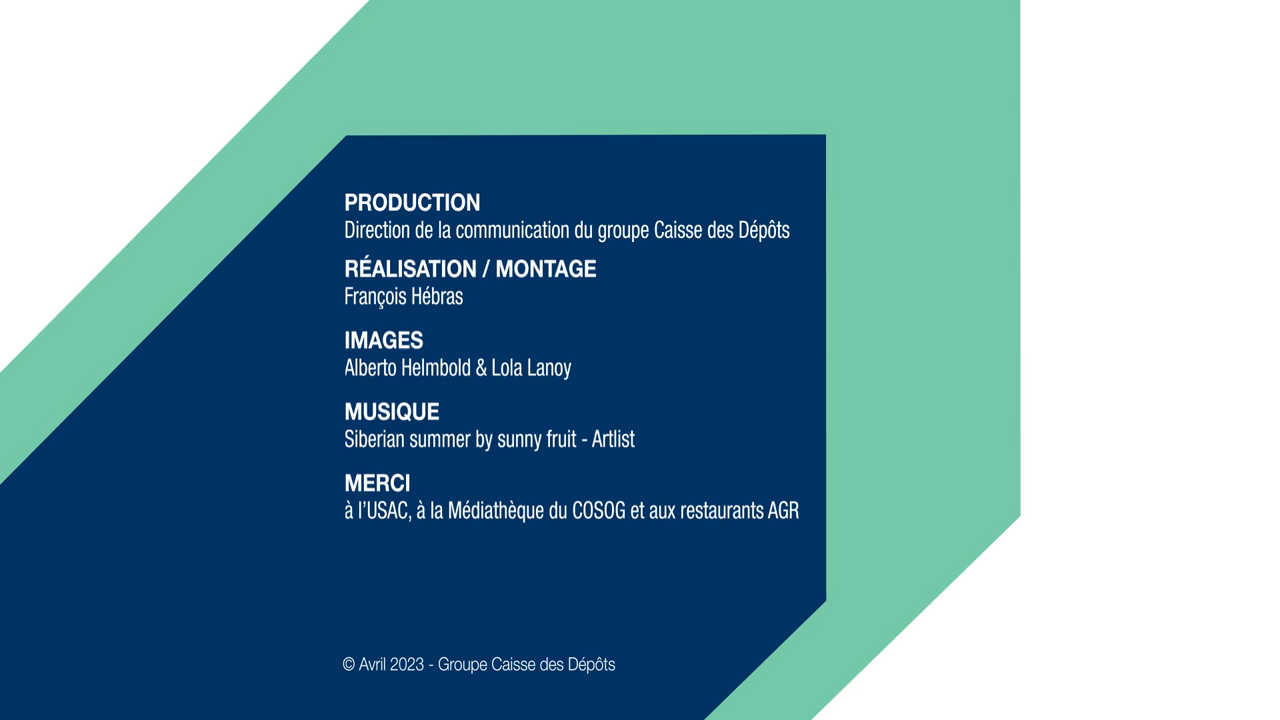 PRODUCTION
Direction de la communication du groupe Caisse des Dépôts
RÉALISATION / MONTAGE
François Hébras
IMAGES
Alberto Helmbold & Lola Lanoy
MUSIQUE
Siberian summer by sunny fruit - Artlist
MERCI
à l’USAC, à la Médiathèque du COSOG et aux restaurants AGR
© Avril 2023 - Groupe Caisse des Dépôts